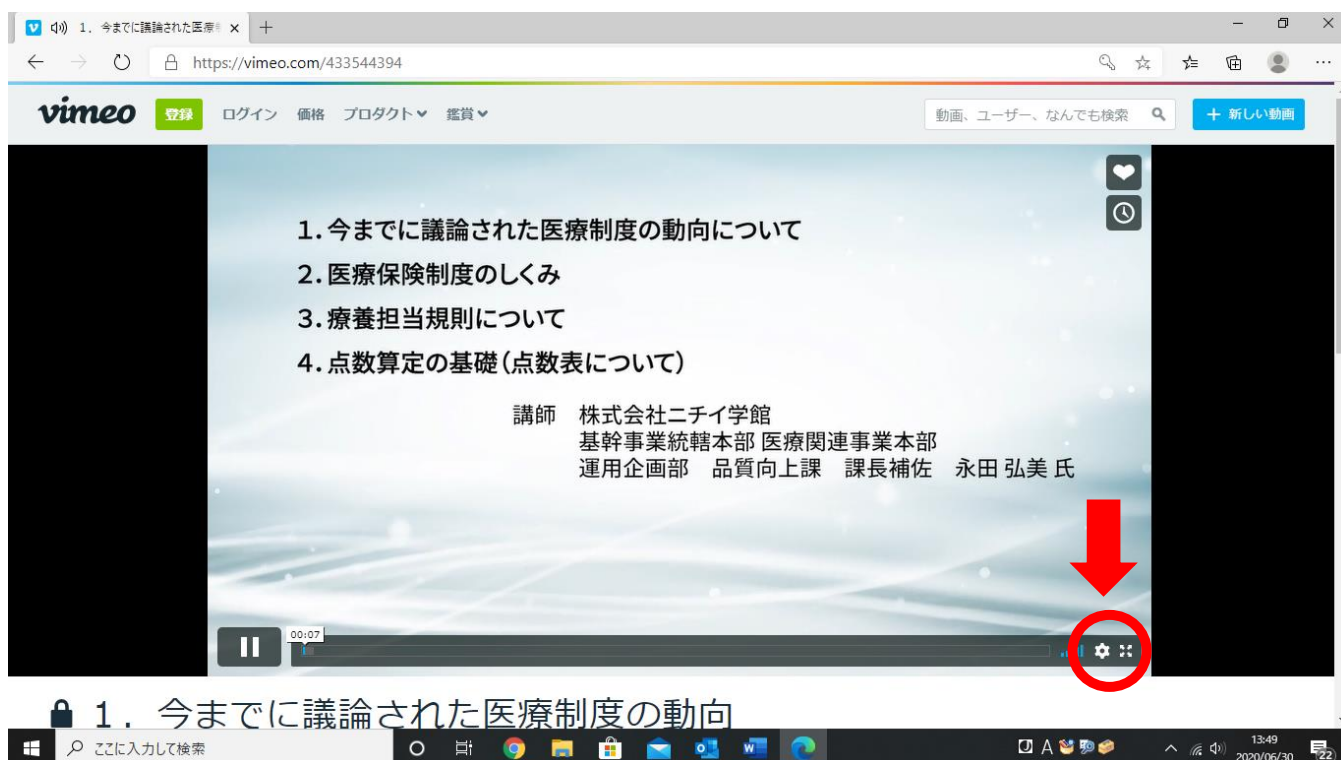 1. 今までに議論された医療
https://vimeo.com/433544394
vimeo 登録 ログイン 価格 プロダクト 鑑賞 動画、ユーザー、なんでも検索 + 新しい動画
1.今までに議論された医療制度の動向について
2.医療保険制度のしくみ
3.療養担当規則について
4.点数算定の基礎(点数表について)
講師 株式会社ニチイ学館
基幹事業統轄本部 医療関連事業本部
運用企画部 品質向上課 課長補佐 永田 弘美 氏
00:07
1. 今までに議論された医療制度の動向
ここに入力して検索
A
13:49
2020/06/30
22